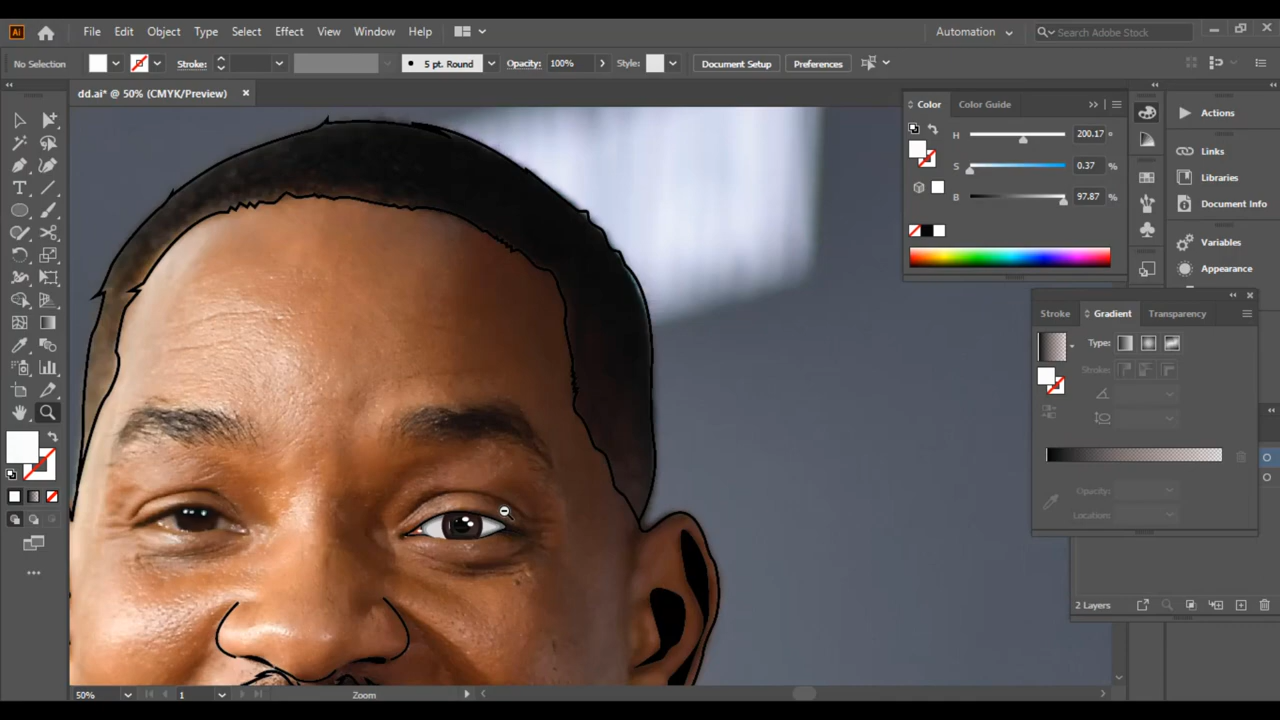 Ai File Edit Object Type Select Effect Window Help Automation Search Adobe Stock
No Selection Stroke: 5 pt. Round Opacity: 100% Style: Document Setup Preferences
dd.ai* @ 50% (CMYK/Preview) ×
Color Color Guide
H 200.17 °
S 0.37 %
B 97.87 %
Actions
Links
Libraries
Document Info
Variables
Appearance
Stroke Gradient Transparency
Type:
Stroke:
Opacity:
Location:
2 Layers
50% 1 Zoom